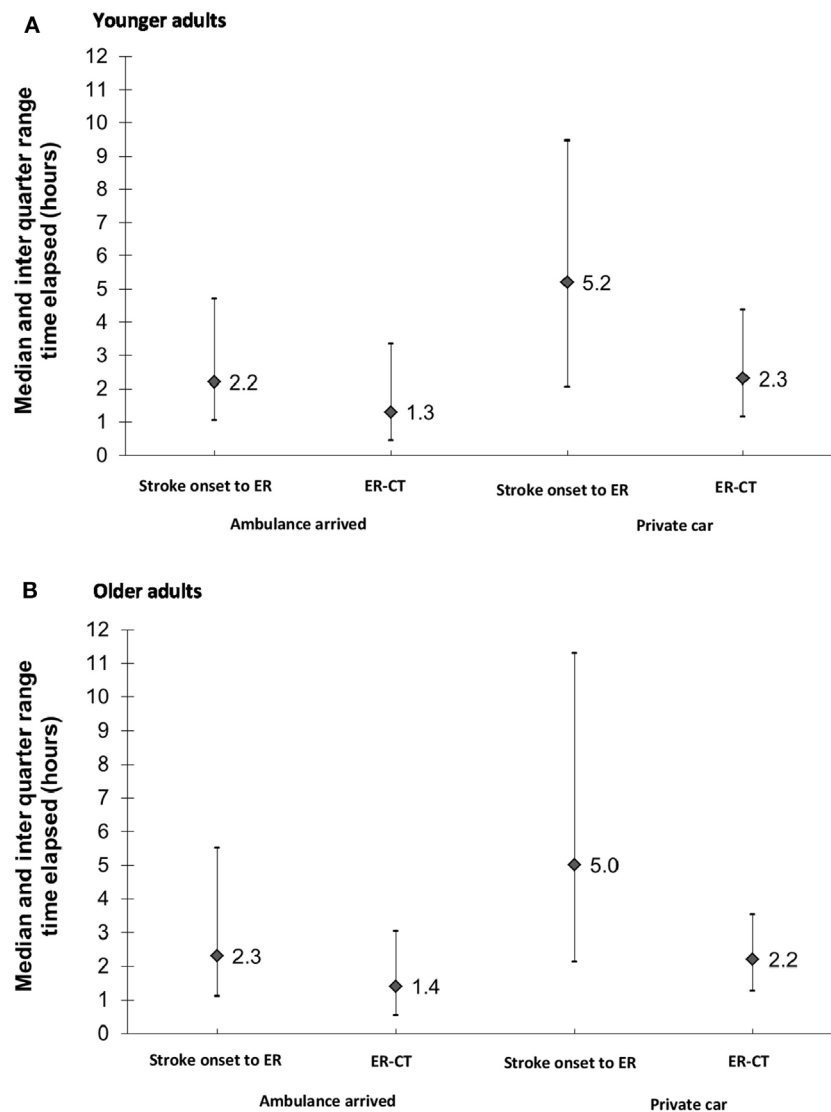 A
Younger adults
Median and inter quarter range
time elapsed (hours)
12
11
10
9
8
7
6
5
4
3
2
1
0
2.2
1.3
5.2
2.3
Stroke onset to ER
ER-CT
Stroke onset to ER
ER-CT
Ambulance arrived
Private car
B
Older adults
Median and inter quarter range
time elapsed (hours)
12
11
10
9
8
7
6
5
4
3
2
1
0
2.3
1.4
5.0
2.2
Stroke onset to ER
ER-CT
Stroke onset to ER
ER-CT
Ambulance arrived
Private car